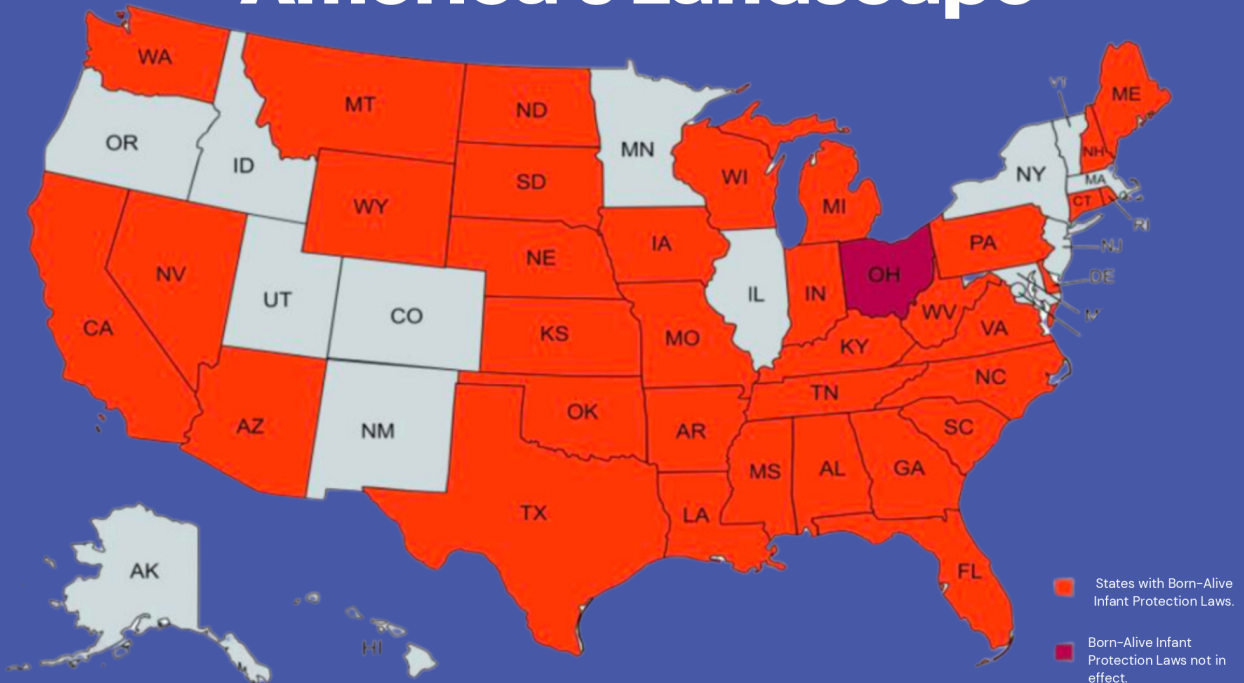 America's Landscape
WA
MT
ND
MN
ME
VT
OR
ID
SD
WI
NY
NH
MA
WY
MI
CT
RI
IA
PA
NJ
NE
NV
OH
DE
UT
CO
IL
IN
WV
M
CA
KS
MO
VA
KY
NC
TN
AZ
NM
OK
AR
SC
MS
AL
GA
TX
LA
AK
FL
HI
States with Born-Alive
Infant Protection Laws.
Born-Alive Infant
Protection Laws not in
effect.